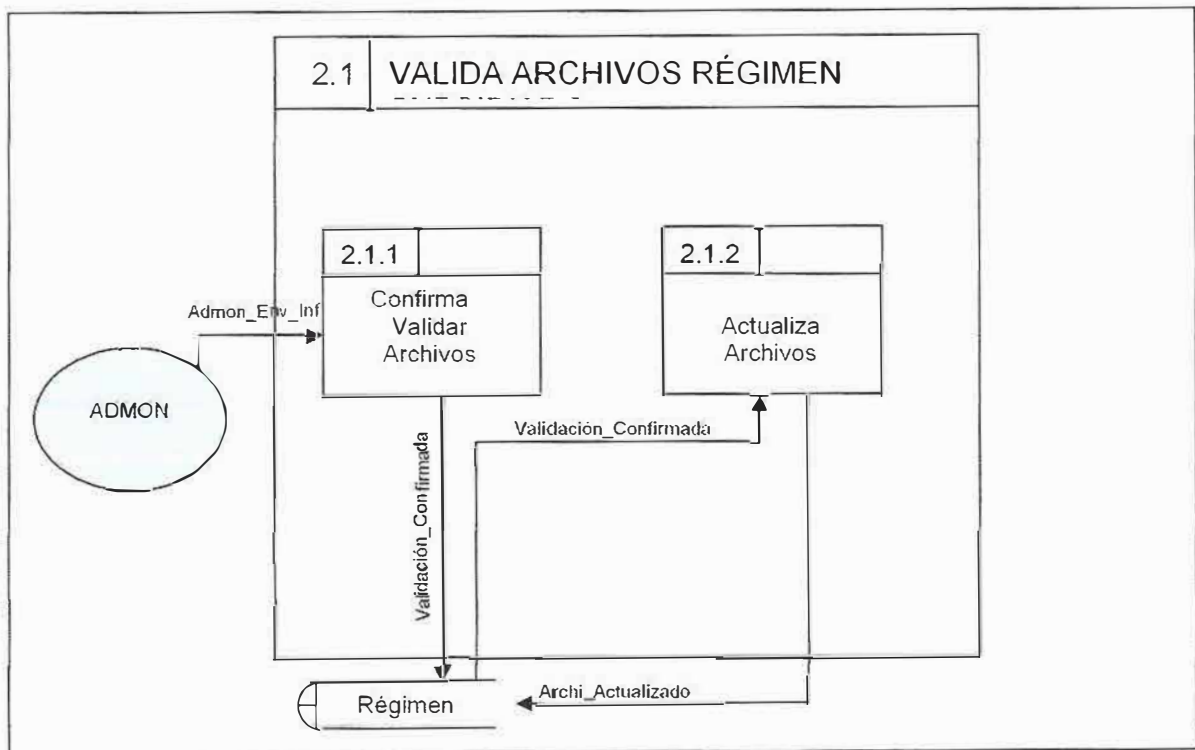 2.1 VALIDA ARCHIVOS RÉGIMEN
2.1.1
Confirma
Validar
Archivos
2.1.2
Actualiza
Archivos
Admon_Env_Inf
ADMON
Validación_Confirmada
Validación_Confirmada
Archi_Actualizado
Régimen